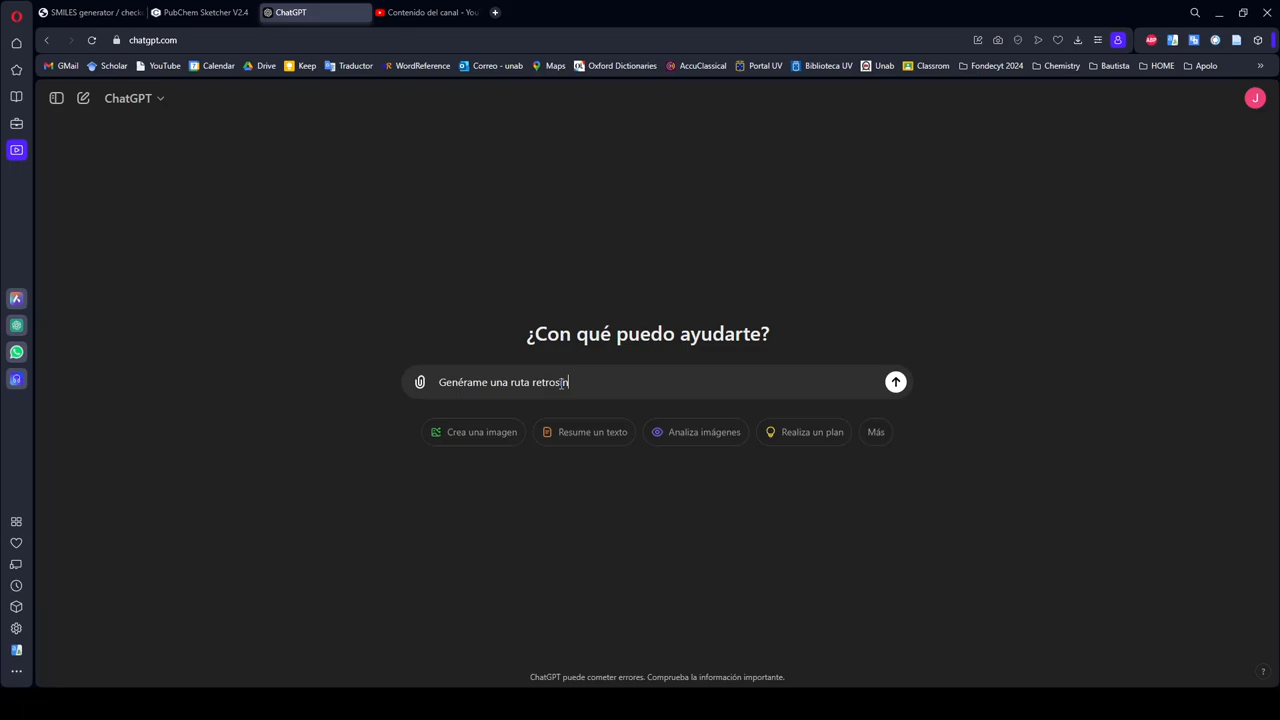 SMILES generator / check
PubChem Sketcher V2.4
ChatGPT
Contenido del canal - You
chatgpt.com
GMail
Scholar
YouTube
Calendar
Drive
Keep
Traductor
WordReference
Correo - unab
Maps
Oxford Dictionaries
AccuClassical
Portal UV
Biblioteca UV
Unab
Classrom
Fondecyt 2024
Chemistry
Bautista
HOME
Apolo
ChatGPT
J
¿Con qué puedo ayudarte?
Genérame una ruta retrosin
Crea una imagen
Resume un texto
Analiza imágenes
Realiza un plan
Más
ChatGPT puede cometer errores. Comprueba la información importante.
?